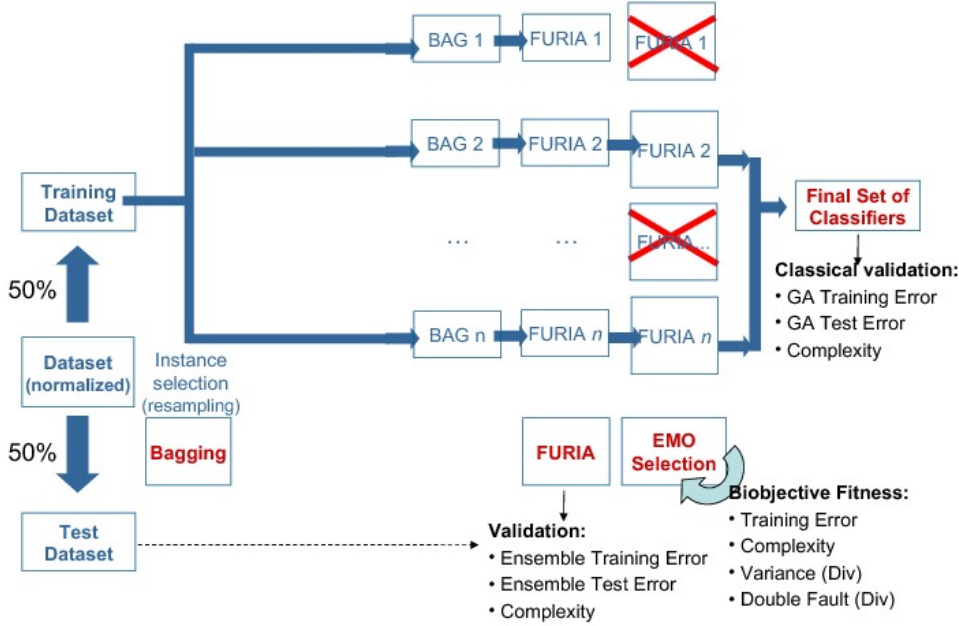 BAG 1
FURIA 1
FURIA 1
BAG 2
FURIA 2
FURIA 2
Training
Dataset
Final Set of
Classifiers
...
...
FURIA...
50%
Classical validation:
• GA Training Error
• GA Test Error
• Complexity
BAG n
FURIA n
FURIA n
Dataset
(normalized)
Instance
selection
(resampling)
50%
Bagging
FURIA
EMO
Selection
Biobjective Fitness:
• Training Error
• Complexity
• Variance (Div)
• Double Fault (Div)
Test
Dataset
Validation:
• Ensemble Training Error
• Ensemble Test Error
• Complexity